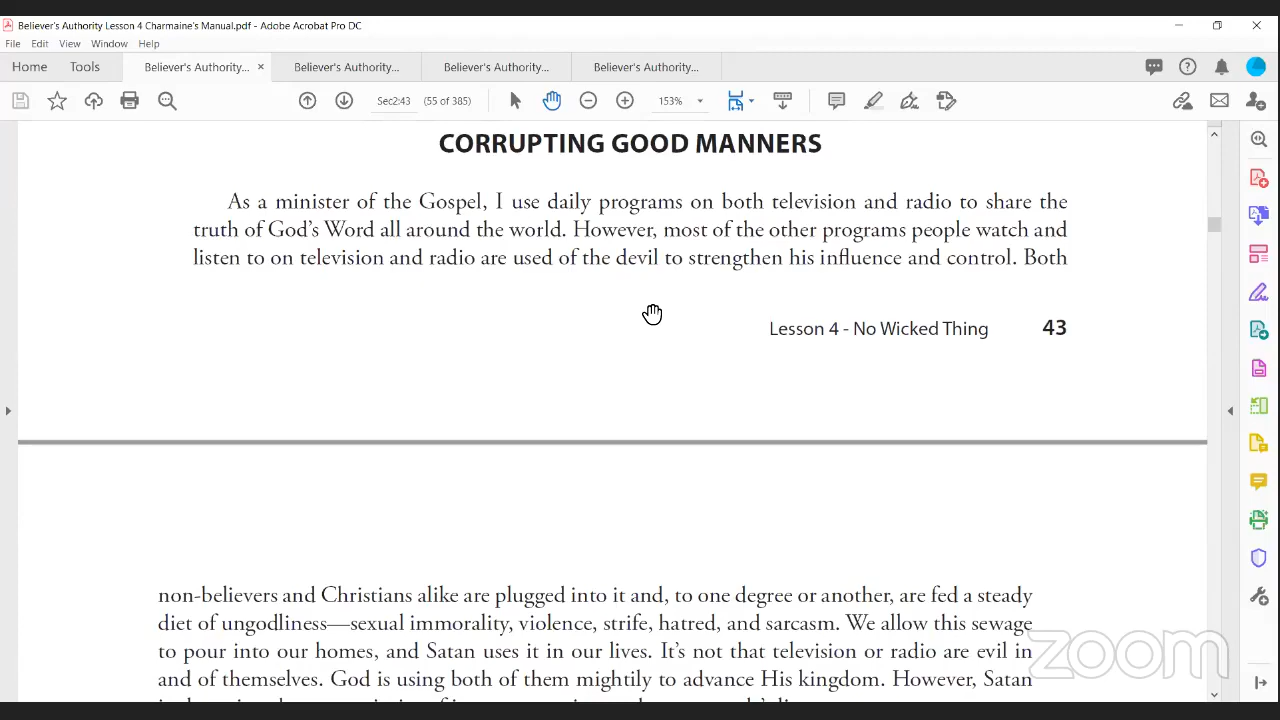 Believer's Authority Lesson 4 Charmaine's Manual.pdf - Adobe Acrobat Pro DC
File Edit View Window Help
Home Tools Believer's Authority... × Believer's Authority... Believer's Authority... Believer's Authority...
Sec2:43 (55 of 385) 153%
CORRUPTING GOOD MANNERS
As a minister of the Gospel, I use daily programs on both television and radio to share the
truth of God's Word all around the world. However, most of the other programs people watch and
listen to on television and radio are used of the devil to strengthen his influence and control. Both
Lesson 4 - No Wicked Thing 43
non-believers and Christians alike are plugged into it and, to one degree or another, are fed a steady
diet of ungodliness—sexual immorality, violence, strife, hatred, and sarcasm. We allow this sewage
to pour into our homes, and Satan uses it in our lives. It's not that television or radio are evil in
and of themselves. God is using both of them mightily to advance His kingdom. However, Satan
zoom